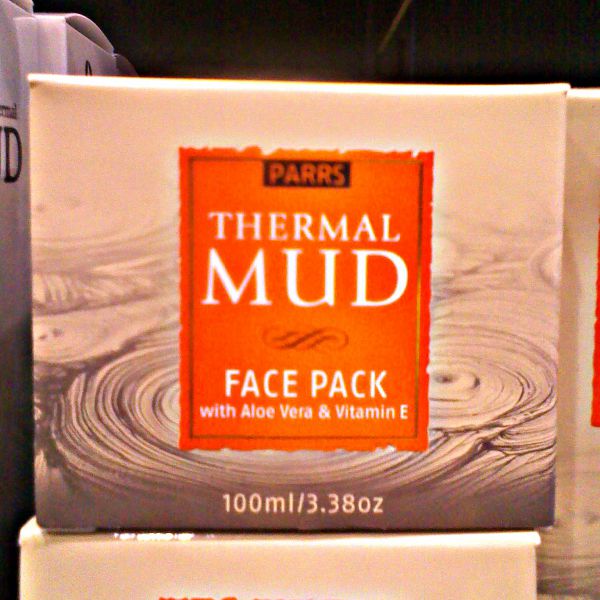 PARRS
THERMAL
MUD
FACE PACK
with Aloe Vera & Vitamin E
100ml/3.38oz